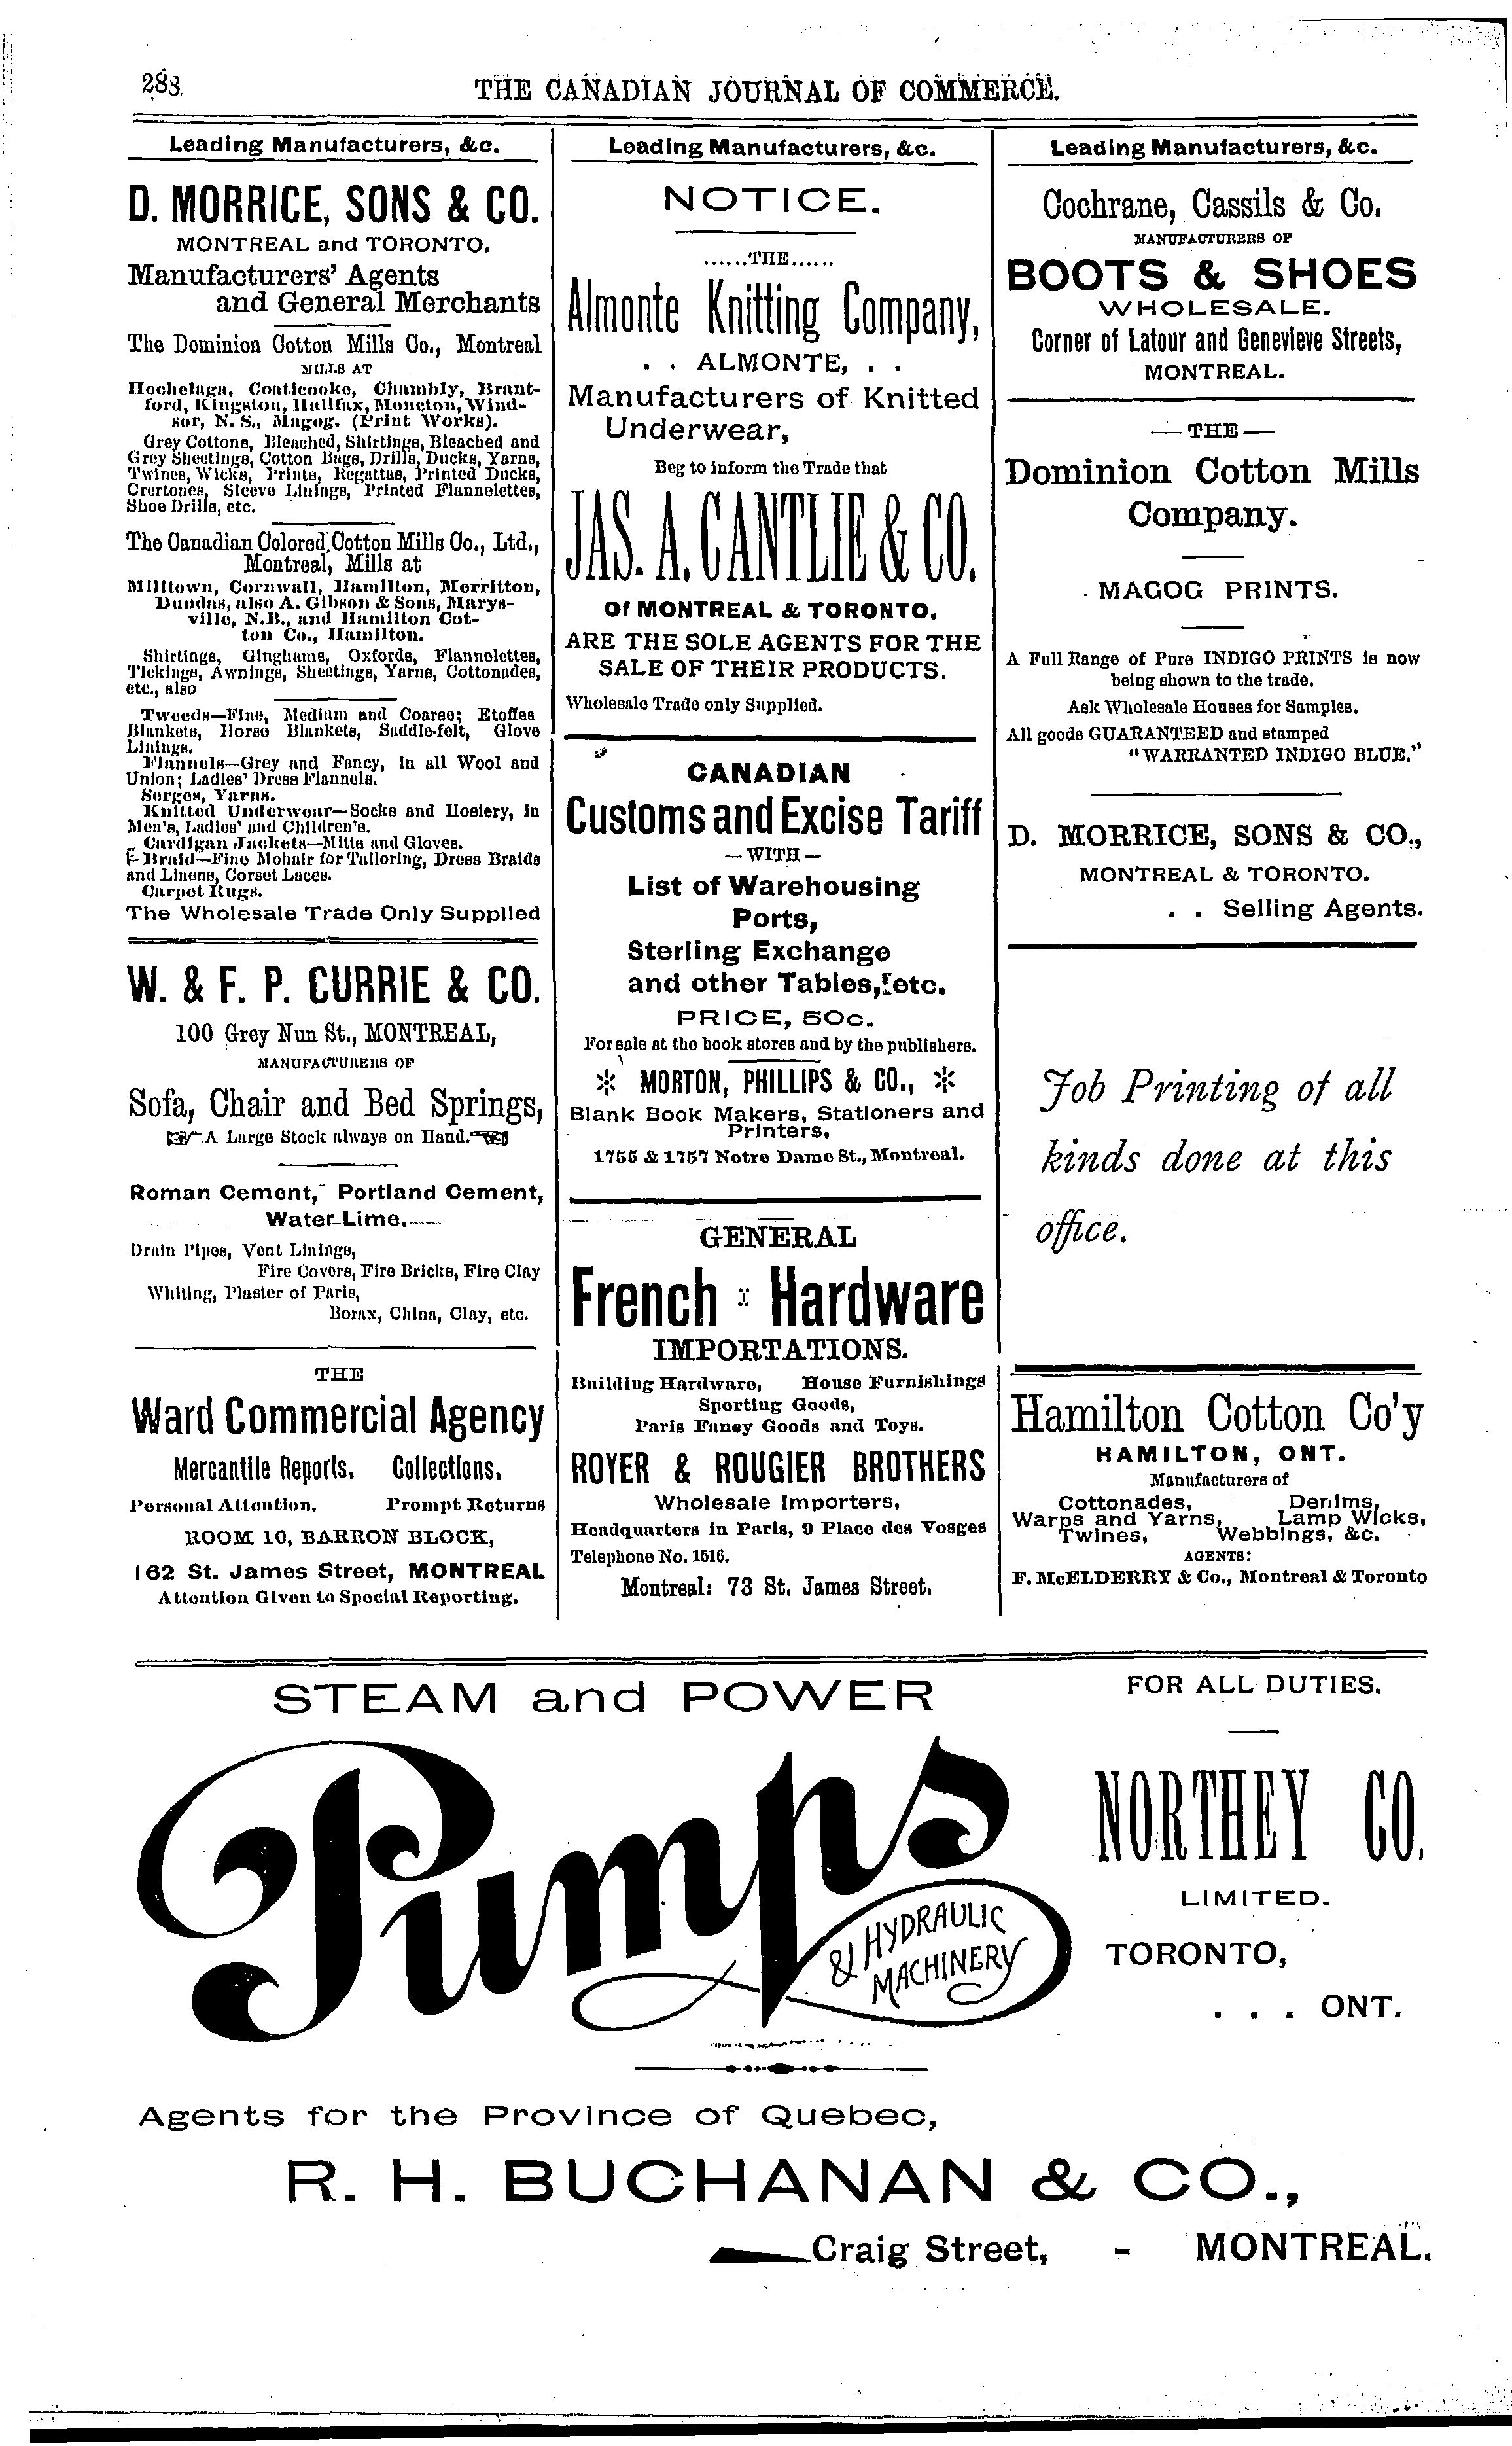 288
THE CANADIAN JOURNAL OF COMMERCE.
Leading Manufacturers, &c.
D. MORRICE, SONS & CO.
MONTREAL and TORONTO.
Manufacturers' Agents
and General Merchants
The Dominion Cotton Mills Co., Montreal
MILLS AT
Hochelaga, Coaticooke, Chambly, Brant-
ford, Kingston, Halifax, Moncton, Wind-
sor, N. S., Magog. (Print Works).
Grey Cottons, Bleached, Shirtings, Bleached and
Grey Sheetings, Cotton Bags, Drills, Ducks, Yarns,
Twines, Wicks, Prints, Regattas, Printed Ducks,
Crertones, Sleeve Linings, Printed Flannelettes,
Shoe Drills, etc.
The Canadian Colored Cotton Mills Co., Ltd.,
Montreal, Mills at
Milltown, Cornwall, Hamilton, Merritton,
Dundas, also A. Gibson & Sons, Marys-
ville, N.B., and Hamilton Cot-
ton Co., Hamilton.
Shirtings, Ginghams, Oxfords, Flannelettes,
Tickings, Awnings, Sheetings, Yarns, Cottonades,
etc., also
Tweeds—Fine, Medium and Coarse; Etoffes
Blankets, Horse Blankets, Saddle-felt, Glove
Linings.
Flannels—Grey and Fancy, in all Wool and
Union; Ladies' Dress Flannels.
Serges, Yarns.
Knitted Underwear—Socks and Hosiery, in
Men's, Ladies' and Children's.
Cardigan Jackets—Mitts and Gloves.
Braid—Fine Mohair for Tailoring, Dress Braids
and Linens, Corset Laces.
Carpet Rugs.
The Wholesale Trade Only Supplied
W. & F. P. CURRIE & CO.
100 Grey Nun St., MONTREAL,
MANUFACTURERS OF
Sofa, Chair and Bed Springs,
A Large Stock always on Hand.
Roman Cement, Portland Cement,
Water-Lime.
Drain Pipes, Vent Linings,
Fire Covers, Fire Bricks, Fire Clay
Whiting, Plaster of Paris,
Borax, China, Clay, etc.
THE
Ward Commercial Agency
Mercantile Reports. Collections.
Personal Attention. Prompt Returns
ROOM 10, BARRON BLOCK,
162 St. James Street, MONTREAL
Attention Given to Special Reporting.
Leading Manufacturers, &c.
NOTICE.
......THE......
Almonte Knitting Company,
. . ALMONTE, . .
Manufacturers of Knitted
Underwear,
Beg to inform the Trade that
JAS. A. CANTLIE & CO.
Of MONTREAL & TORONTO.
ARE THE SOLE AGENTS FOR THE
SALE OF THEIR PRODUCTS.
Wholesale Trade only Supplied.
CANADIAN
Customs and Excise Tariff
—WITH—
List of Warehousing
Ports,
Sterling Exchange
and other Tables, etc.
PRICE, 50c.
For sale at the book stores and by the publishers.
MORTON, PHILLIPS & CO.,
Blank Book Makers, Stationers and
Printers,
1755 & 1757 Notre Dame St., Montreal.
GENERAL
French Hardware
IMPORTATIONS.
Building Hardware, House Furnishings
Sporting Goods,
Paris Fancy Goods and Toys.
ROYER & ROUGIER BROTHERS
Wholesale Importers,
Headquarters in Paris, 9 Place des Vosges
Telephone No. 1516.
Montreal: 73 St. James Street.
Leading Manufacturers, &c.
Cochrane, Cassils & Co.
MANUFACTURERS OF
BOOTS & SHOES
WHOLESALE.
Corner of Latour and Genevieve Streets,
MONTREAL.
—THE—
Dominion Cotton Mills
Company.
MAGOG PRINTS.
A Full Range of Pure INDIGO PRINTS is now
being shown to the trade.
Ask Wholesale Houses for Samples.
All goods GUARANTEED and stamped
"WARRANTED INDIGO BLUE."
D. MORRICE, SONS & CO.,
MONTREAL & TORONTO.
. . Selling Agents.
Job Printing of all
kinds done at this
office.
Hamilton Cotton Co'y
HAMILTON, ONT.
Manufacturers of
Cottonades, Denims,
Warps and Yarns, Lamp Wicks,
Twines, Webbings, &c.
AGENTS:
F. McELDERRY & Co., Montreal & Toronto
STEAM and POWER
Pumps
& HYDRAULIC
MACHINERY
FOR ALL DUTIES.
NORTHEY CO.
LIMITED.
TORONTO,
. . . ONT.
Agents for the Province of Quebec,
R. H. BUCHANAN & CO.,
Craig Street, - MONTREAL.